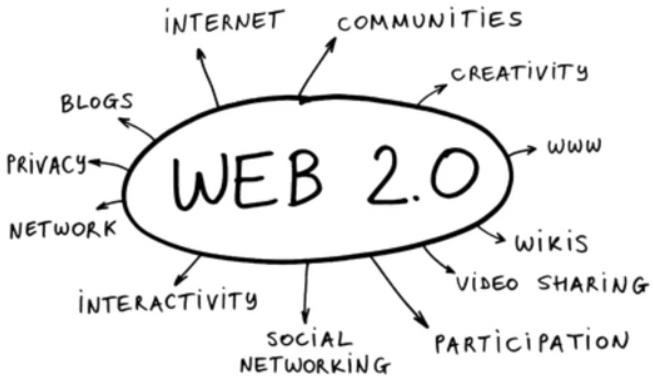 INTERNET
COMMUNITIES
CREATIVITY
BLOGS
WWW
PRIVACY
WEB 2.0
NETWORK
WIKIS
VIDEO SHARING
INTERACTIVITY
SOCIAL
NETWORKING
PARTICIPATION